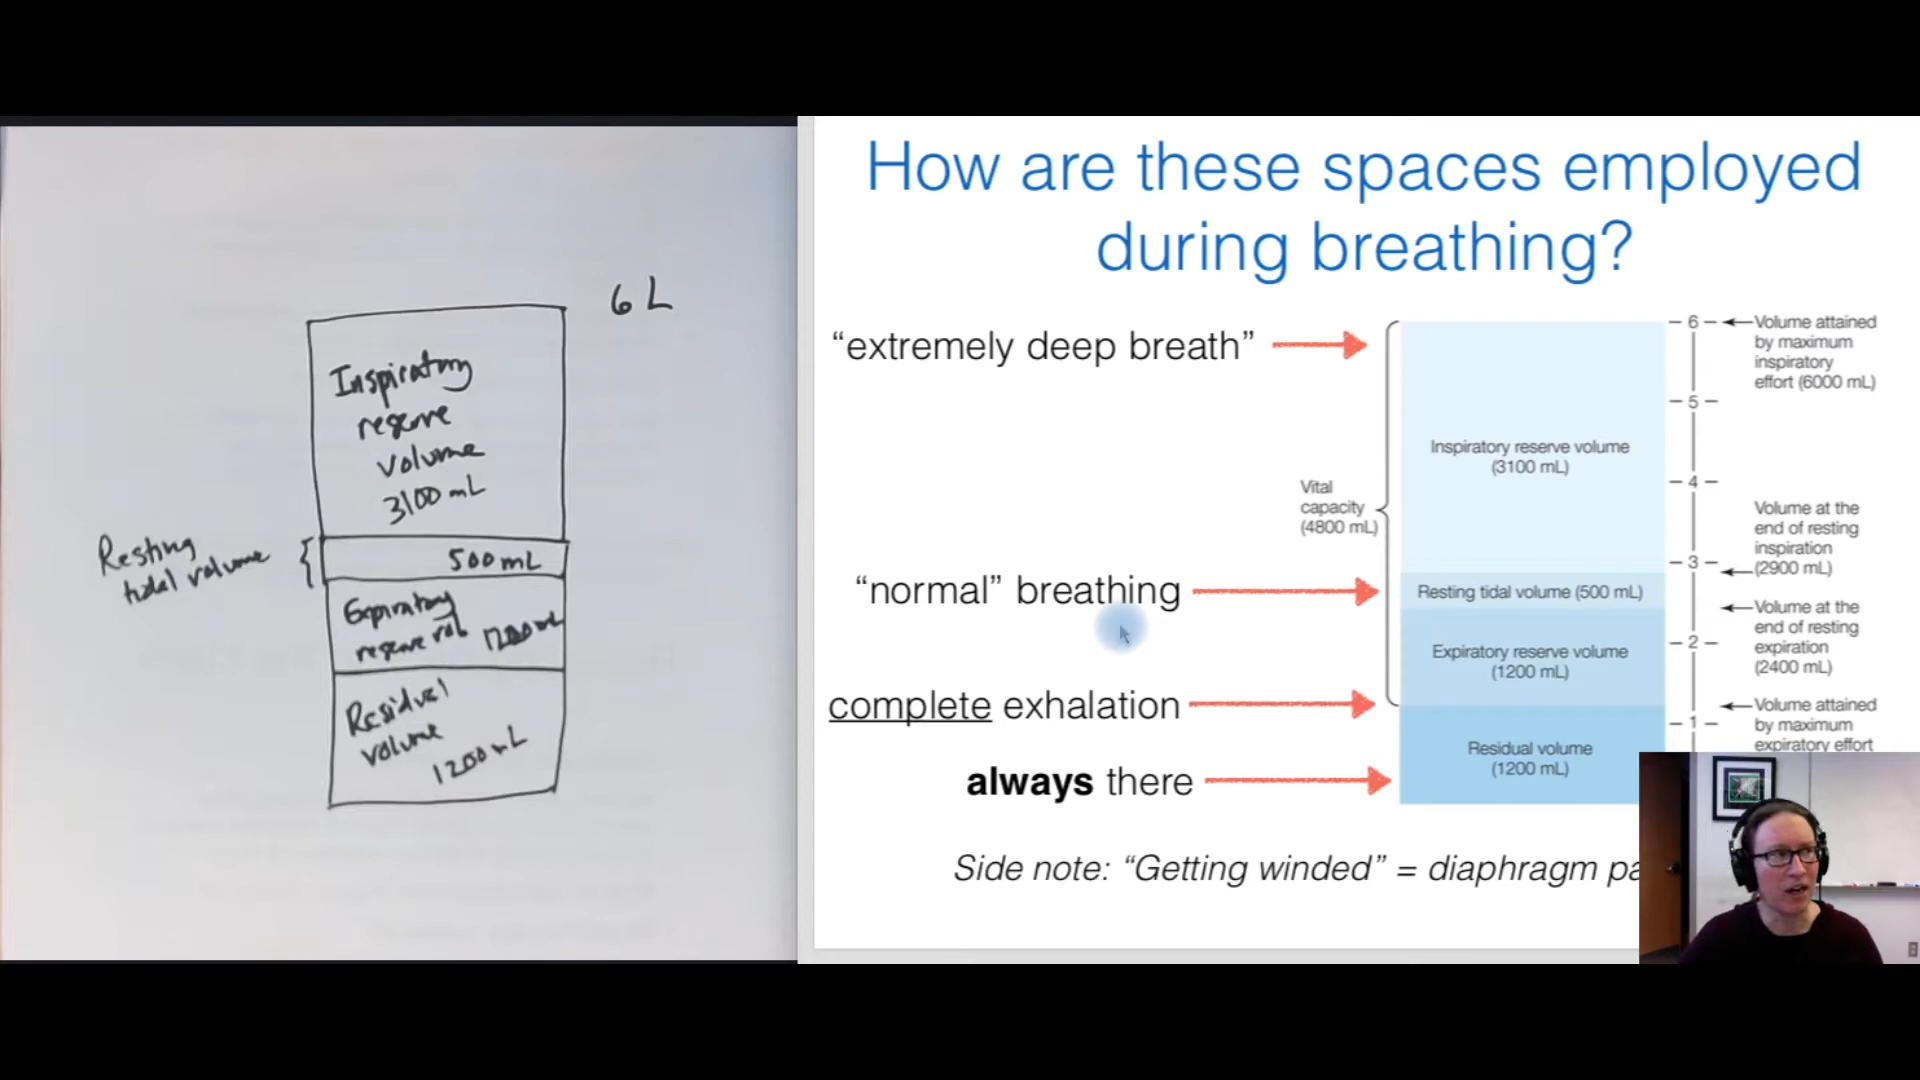 6 L
Inspiratory
reserve
volume
3100 mL
Resting
tidal volume
500 mL
Expiratory
reserve vol
1200 mL
Residual
volume
1200 mL
How are these spaces employed
during breathing?
“extremely deep breath”
“normal” breathing
complete exhalation
always there
Vital
capacity
(4800 mL)
Inspiratory reserve volume
(3100 mL)
Resting tidal volume (500 mL)
Expiratory reserve volume
(1200 mL)
Residual volume
(1200 mL)
6
5
4
3
2
1
Volume attained
by maximum
inspiratory
effort (6000 mL)
Volume at the
end of resting
inspiration
(2900 mL)
Volume at the
end of resting
expiration
(2400 mL)
Volume attained
by maximum
expiratory effort
Side note: “Getting winded” = diaphragm pa